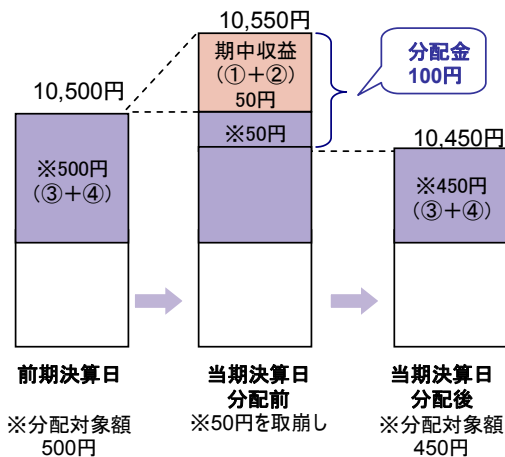 10,550円
分配金
100円
期中収益
(①+②)
50円
10,500円
※50円
10,450円
※500円
(③+④)
※450円
(③+④)
前期決算日
当期決算日
分配前
当期決算日
分配後
※50円を取崩し
※分配対象額
500円
※分配対象額
450円